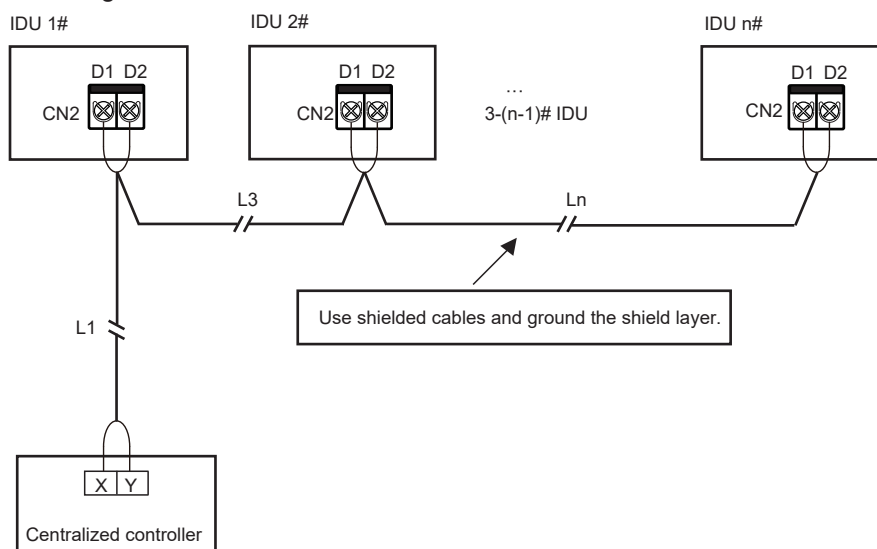 IDU 1#
IDU 2#
IDU n#
D1 D2
D1 D2
D1 D2
CN2
CN2
CN2
...
3-(n-1)# IDU
L3
Ln
Use shielded cables and ground the shield layer.
L1
X Y
Centralized controller